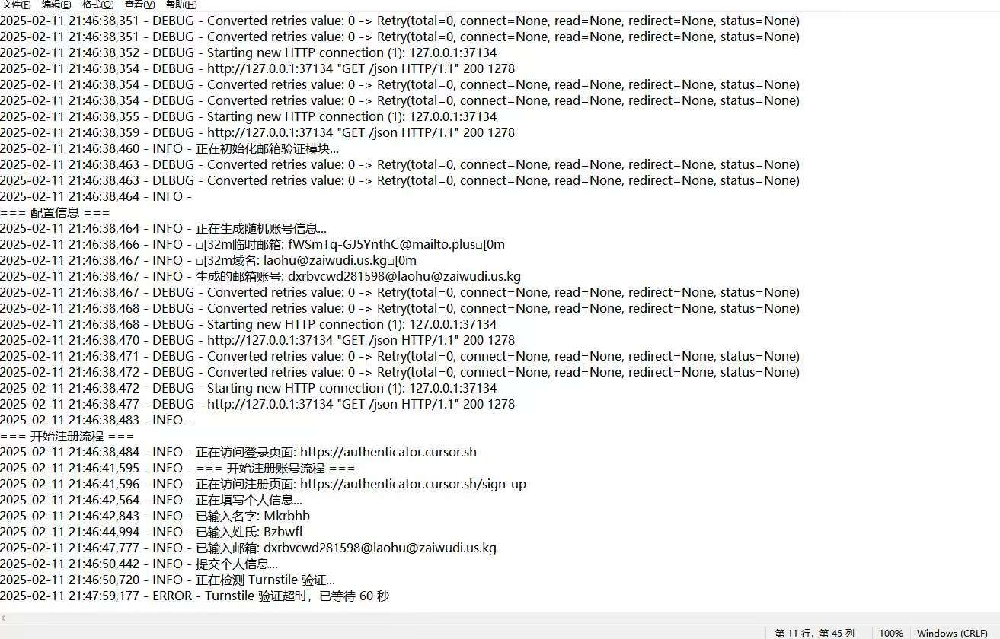 文件(F) 编辑(E) 格式(O) 查看(V) 帮助(H)
2025-02-11 21:46:38,351 - DEBUG - Converted retries value: 0 -> Retry(total=0, connect=None, read=None, redirect=None, status=None)
2025-02-11 21:46:38,351 - DEBUG - Converted retries value: 0 -> Retry(total=0, connect=None, read=None, redirect=None, status=None)
2025-02-11 21:46:38,352 - DEBUG - Starting new HTTP connection (1): 127.0.0.1:37134
2025-02-11 21:46:38,354 - DEBUG - http://127.0.0.1:37134 "GET /json HTTP/1.1" 200 1278
2025-02-11 21:46:38,354 - DEBUG - Converted retries value: 0 -> Retry(total=0, connect=None, read=None, redirect=None, status=None)
2025-02-11 21:46:38,354 - DEBUG - Converted retries value: 0 -> Retry(total=0, connect=None, read=None, redirect=None, status=None)
2025-02-11 21:46:38,355 - DEBUG - Starting new HTTP connection (1): 127.0.0.1:37134
2025-02-11 21:46:38,359 - DEBUG - http://127.0.0.1:37134 "GET /json HTTP/1.1" 200 1278
2025-02-11 21:46:38,460 - INFO - 正在初始化邮箱验证模块...
2025-02-11 21:46:38,463 - DEBUG - Converted retries value: 0 -> Retry(total=0, connect=None, read=None, redirect=None, status=None)
2025-02-11 21:46:38,463 - DEBUG - Converted retries value: 0 -> Retry(total=0, connect=None, read=None, redirect=None, status=None)
2025-02-11 21:46:38,464 - INFO -
=== 配置信息 ===
2025-02-11 21:46:38,464 - INFO - 正在生成随机账号信息...
2025-02-11 21:46:38,466 - INFO - □[32m临时邮箱: fWSmTq-GJ5YnthC@mailto.plus□[0m
2025-02-11 21:46:38,467 - INFO - □[32m域名: laohu@zaiwudi.us.kg□[0m
2025-02-11 21:46:38,467 - INFO - 生成的邮箱账号: dxrbvcwd281598@laohu@zaiwudi.us.kg
2025-02-11 21:46:38,467 - DEBUG - Converted retries value: 0 -> Retry(total=0, connect=None, read=None, redirect=None, status=None)
2025-02-11 21:46:38,468 - DEBUG - Converted retries value: 0 -> Retry(total=0, connect=None, read=None, redirect=None, status=None)
2025-02-11 21:46:38,468 - DEBUG - Starting new HTTP connection (1): 127.0.0.1:37134
2025-02-11 21:46:38,470 - DEBUG - http://127.0.0.1:37134 "GET /json HTTP/1.1" 200 1278
2025-02-11 21:46:38,471 - DEBUG - Converted retries value: 0 -> Retry(total=0, connect=None, read=None, redirect=None, status=None)
2025-02-11 21:46:38,472 - DEBUG - Converted retries value: 0 -> Retry(total=0, connect=None, read=None, redirect=None, status=None)
2025-02-11 21:46:38,472 - DEBUG - Starting new HTTP connection (1): 127.0.0.1:37134
2025-02-11 21:46:38,477 - DEBUG - http://127.0.0.1:37134 "GET /json HTTP/1.1" 200 1278
2025-02-11 21:46:38,483 - INFO -
=== 开始注册流程 ===
2025-02-11 21:46:38,484 - INFO - 正在访问登录页面: https://authenticator.cursor.sh
2025-02-11 21:46:41,595 - INFO - === 开始注册账号流程 ===
2025-02-11 21:46:41,596 - INFO - 正在访问注册页面: https://authenticator.cursor.sh/sign-up
2025-02-11 21:46:42,564 - INFO - 正在填写个人信息...
2025-02-11 21:46:42,843 - INFO - 已输入名字: Mkrbhb
2025-02-11 21:46:44,994 - INFO - 已输入姓氏: Bzbwfl
2025-02-11 21:46:47,777 - INFO - 已输入邮箱: dxrbvcwd281598@laohu@zaiwudi.us.kg
2025-02-11 21:46:50,442 - INFO - 提交个人信息...
2025-02-11 21:46:50,720 - INFO - 正在检测 Turnstile 验证...
2025-02-11 21:47:59,177 - ERROR - Turnstile 验证超时，已等待 60 秒
第 11 行，第 45 列 100% Windows (CRLF)